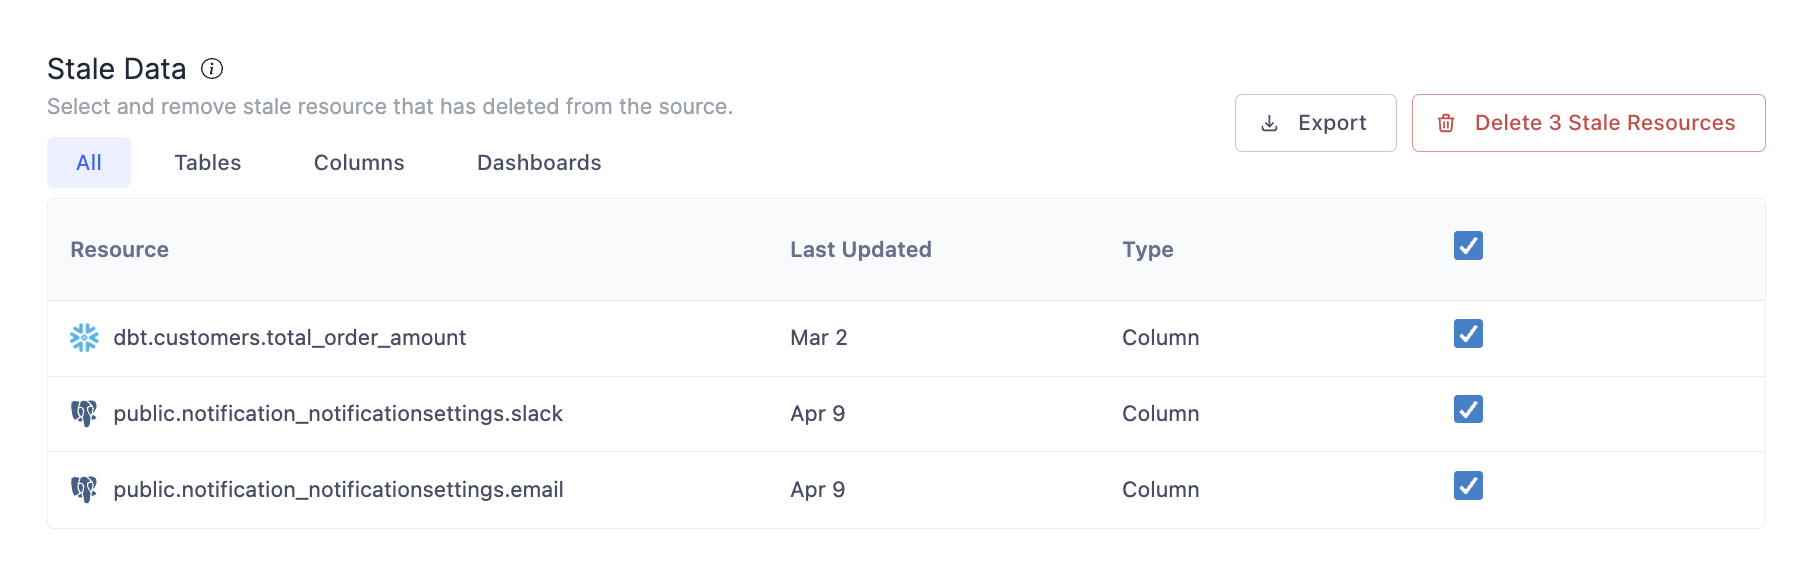 Stale Data
Select and remove stale resource that has deleted from the source.
Export
Delete 3 Stale Resources
All Tables Columns Dashboards
Resource Last Updated Type
dbt.customers.total_order_amount Mar 2 Column
public.notification_notificationsettings.slack Apr 9 Column
public.notification_notificationsettings.email Apr 9 Column